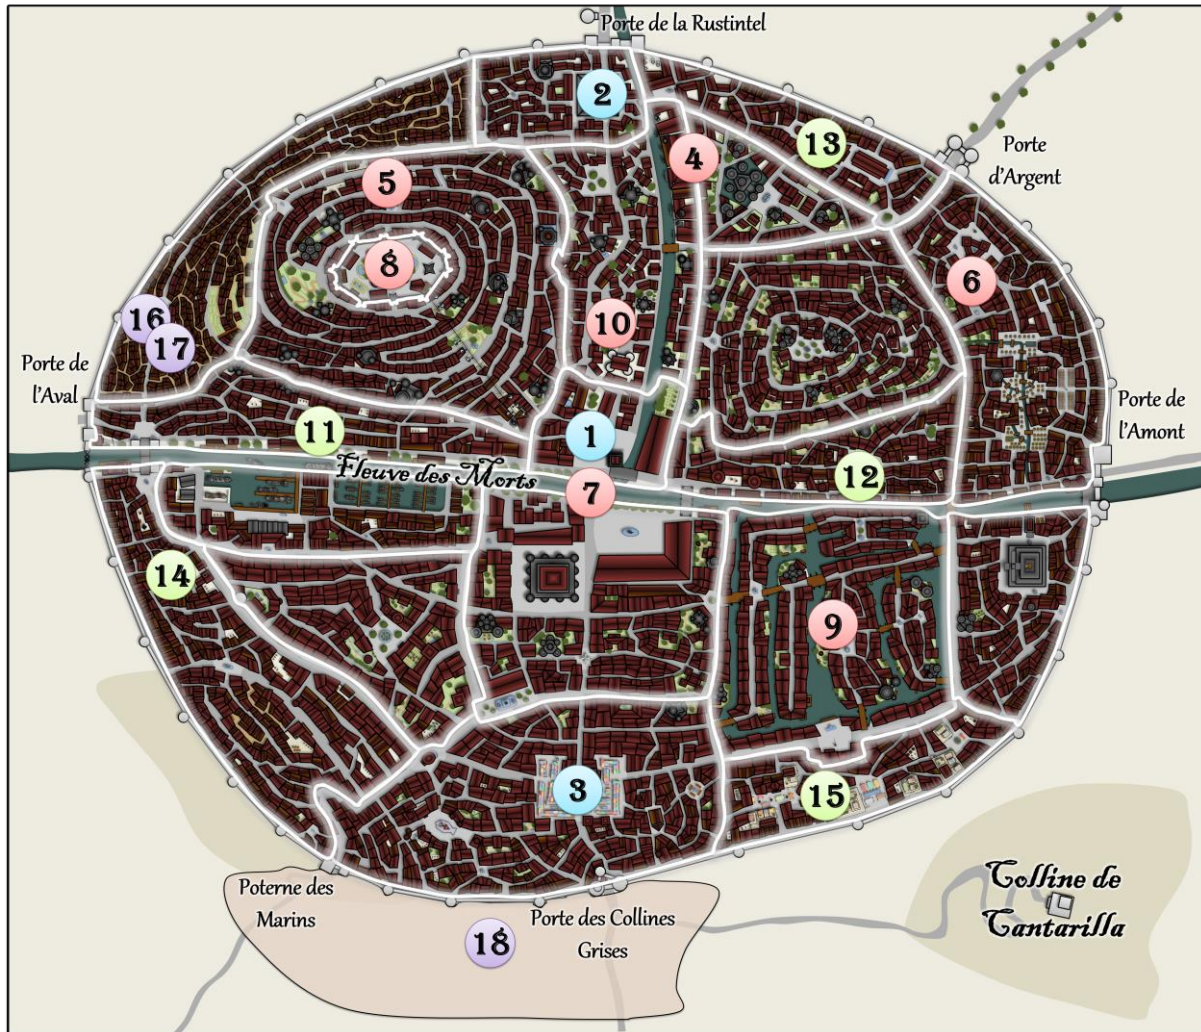 Porte de la Rustintel
2
13
4
Porte
d'Argent
5
8
6
16
10
17
Porte de
l'Aval
Porte de
l'Amont
11
1
12
Fleuve des Morts
7
14
9
3
15
Colline de
Cantarilla
Poterne des
Marins
Porte des Collines
Grises
18